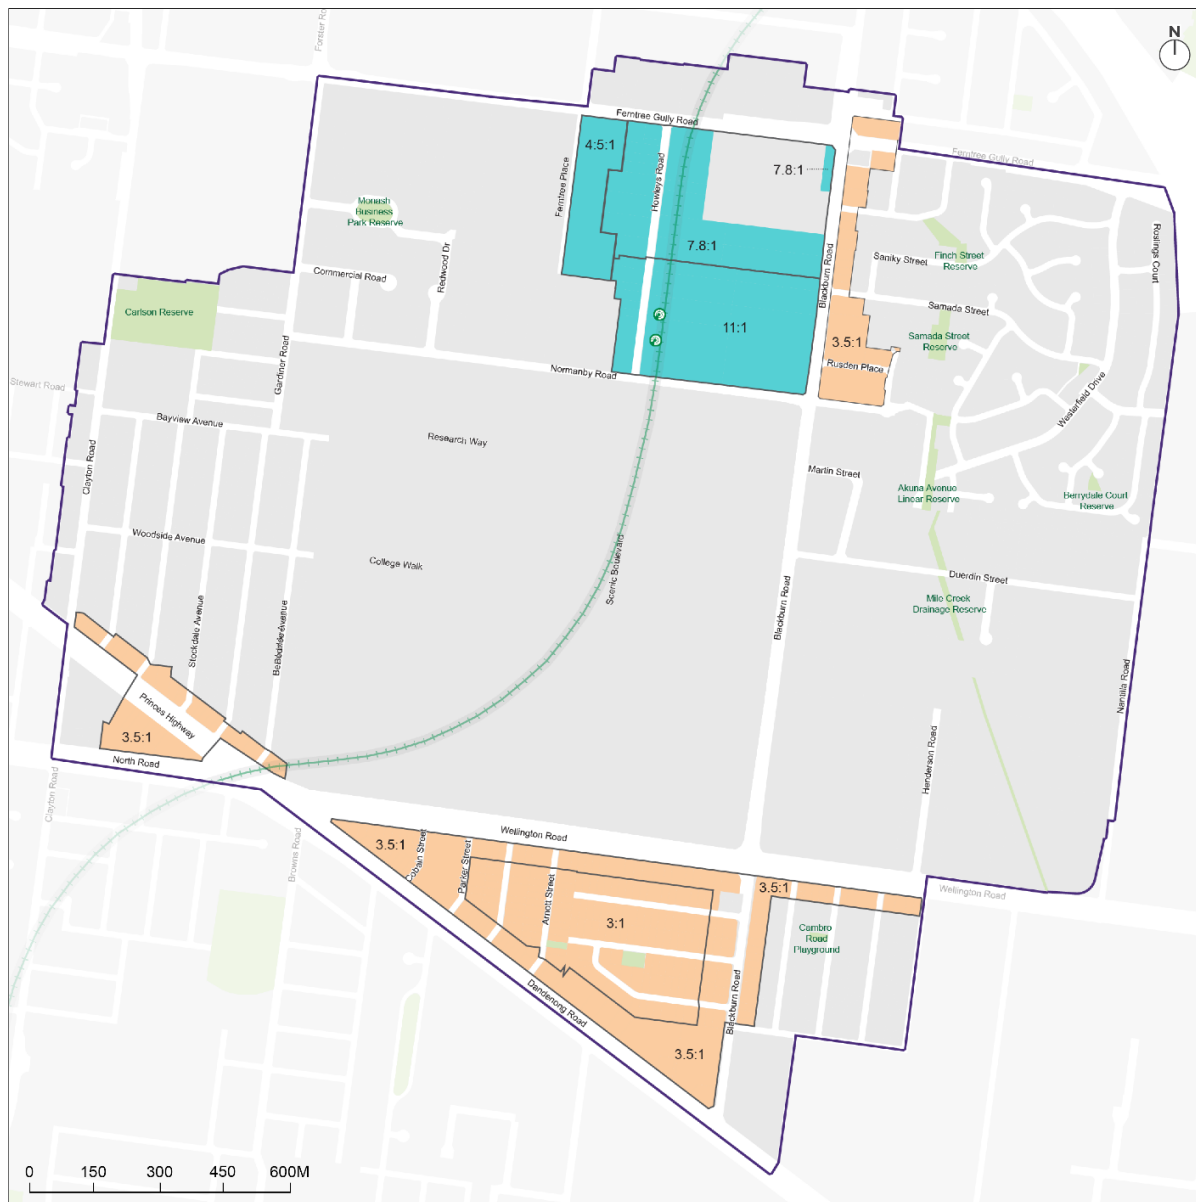 N
Forster Ro
Ferntree Gully Road
Ferntree Gully Road
4:5:1
7.8:1
Howleys Road
Ferntree Place
Monash
Business
Park Reserve
Redwood Dr
Commercial Road
7.8:1
Blackburn Road
Saniky Street
Finch Street
Reserve
Rosings Court
Carlson Reserve
11:1
Samada Street
Samada Street
Reserve
3.5:1
Rusden Place
Gardiner Road
Normanby Road
Stewart Road
Westerfield Drive
Bayview Avenue
Research Way
Clayton Road
Marlin Street
Akuna Avenue
Linear Reserve
Berrydale Court
Reserve
Woodside Avenue
College Walk
Scenic Boulevard
Duerdin Street
Blackburn Road
Mile Creek
Drainage Reserve
Stockdale Avenue
Nantilla Road
Princes Highway
3.5:1
North Road
Henderson Road
Clayton Road
Browns Road
Wellington Road
3.5:1
Cobain Street
Parker Street
Arnott Street
3.5:1
Wellington Road
3:1
Cambro
Road
Playground
Blackburn Road
Dandenong Road
3.5:1
0 150 300 450 600M